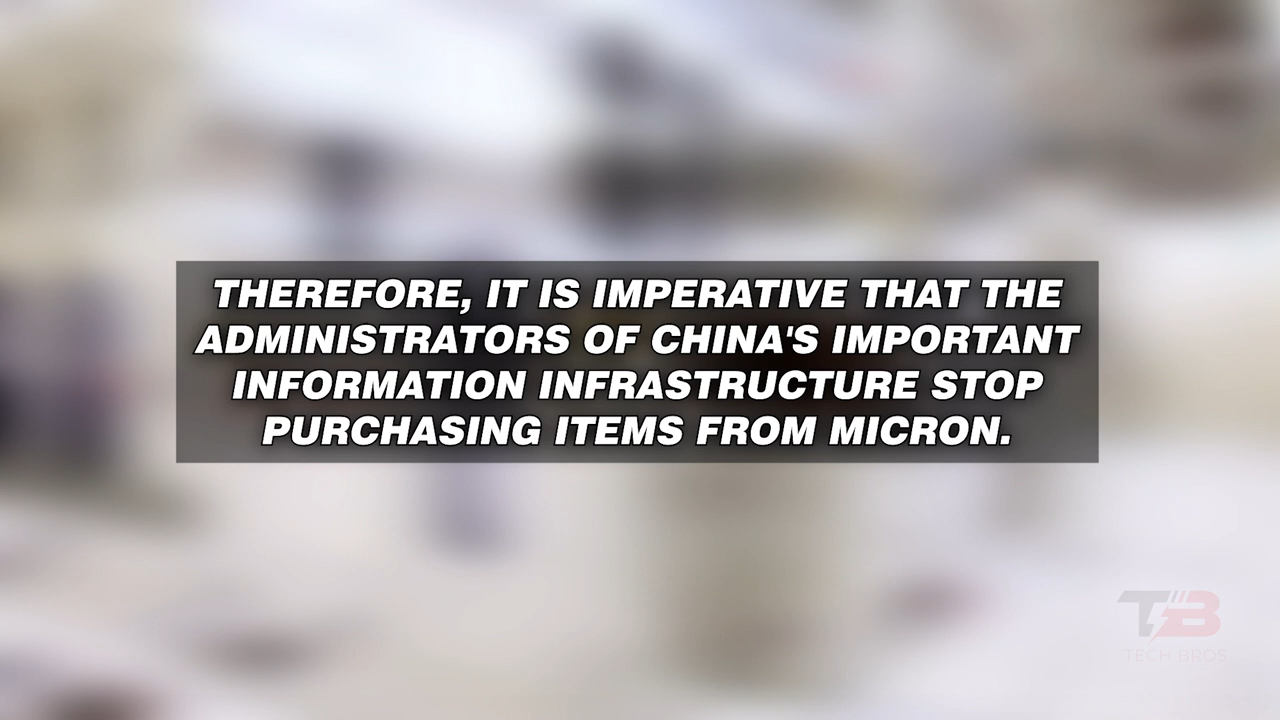 THEREFORE, IT IS IMPERATIVE THAT THE
ADMINISTRATORS OF CHINA'S IMPORTANT
INFORMATION INFRASTRUCTURE STOP
PURCHASING ITEMS FROM MICRON.
TB
TECH BROS